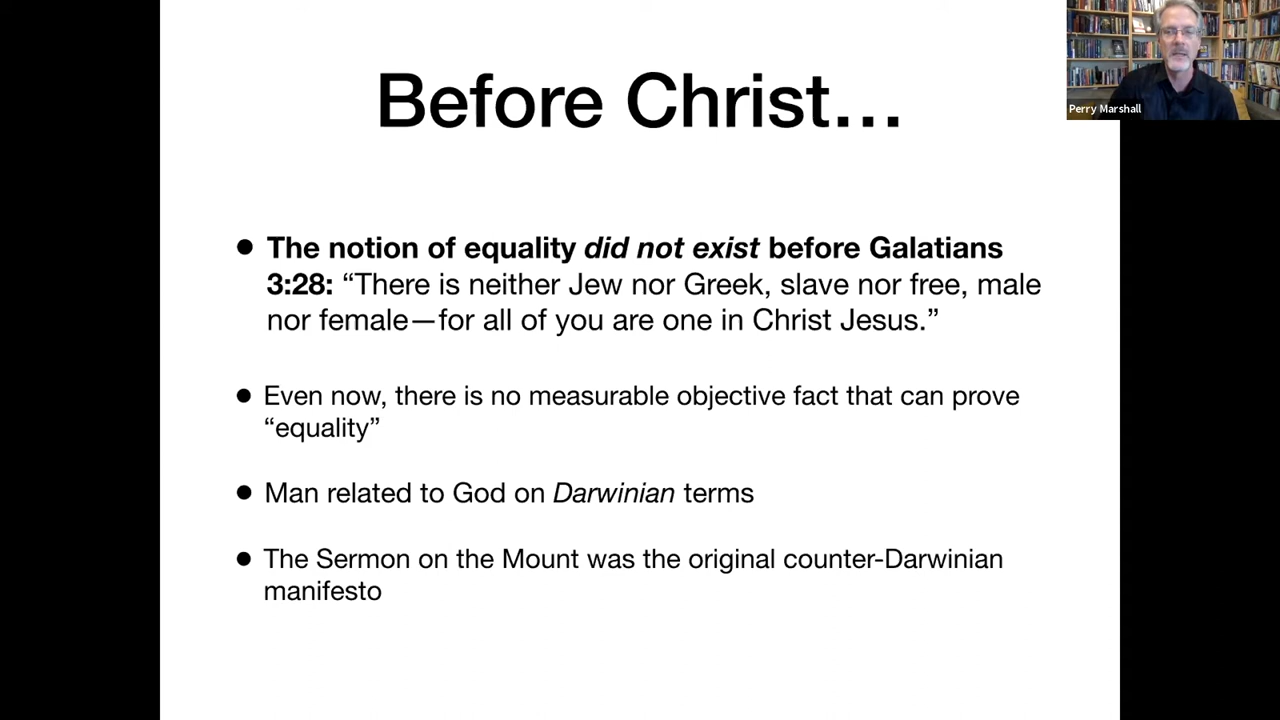 Before Christ…
Perry Marshall
● The notion of equality did not exist before Galatians
3:28: “There is neither Jew nor Greek, slave nor free, male
nor female—for all of you are one in Christ Jesus.”
● Even now, there is no measurable objective fact that can prove
“equality”
● Man related to God on Darwinian terms
● The Sermon on the Mount was the original counter-Darwinian
manifesto